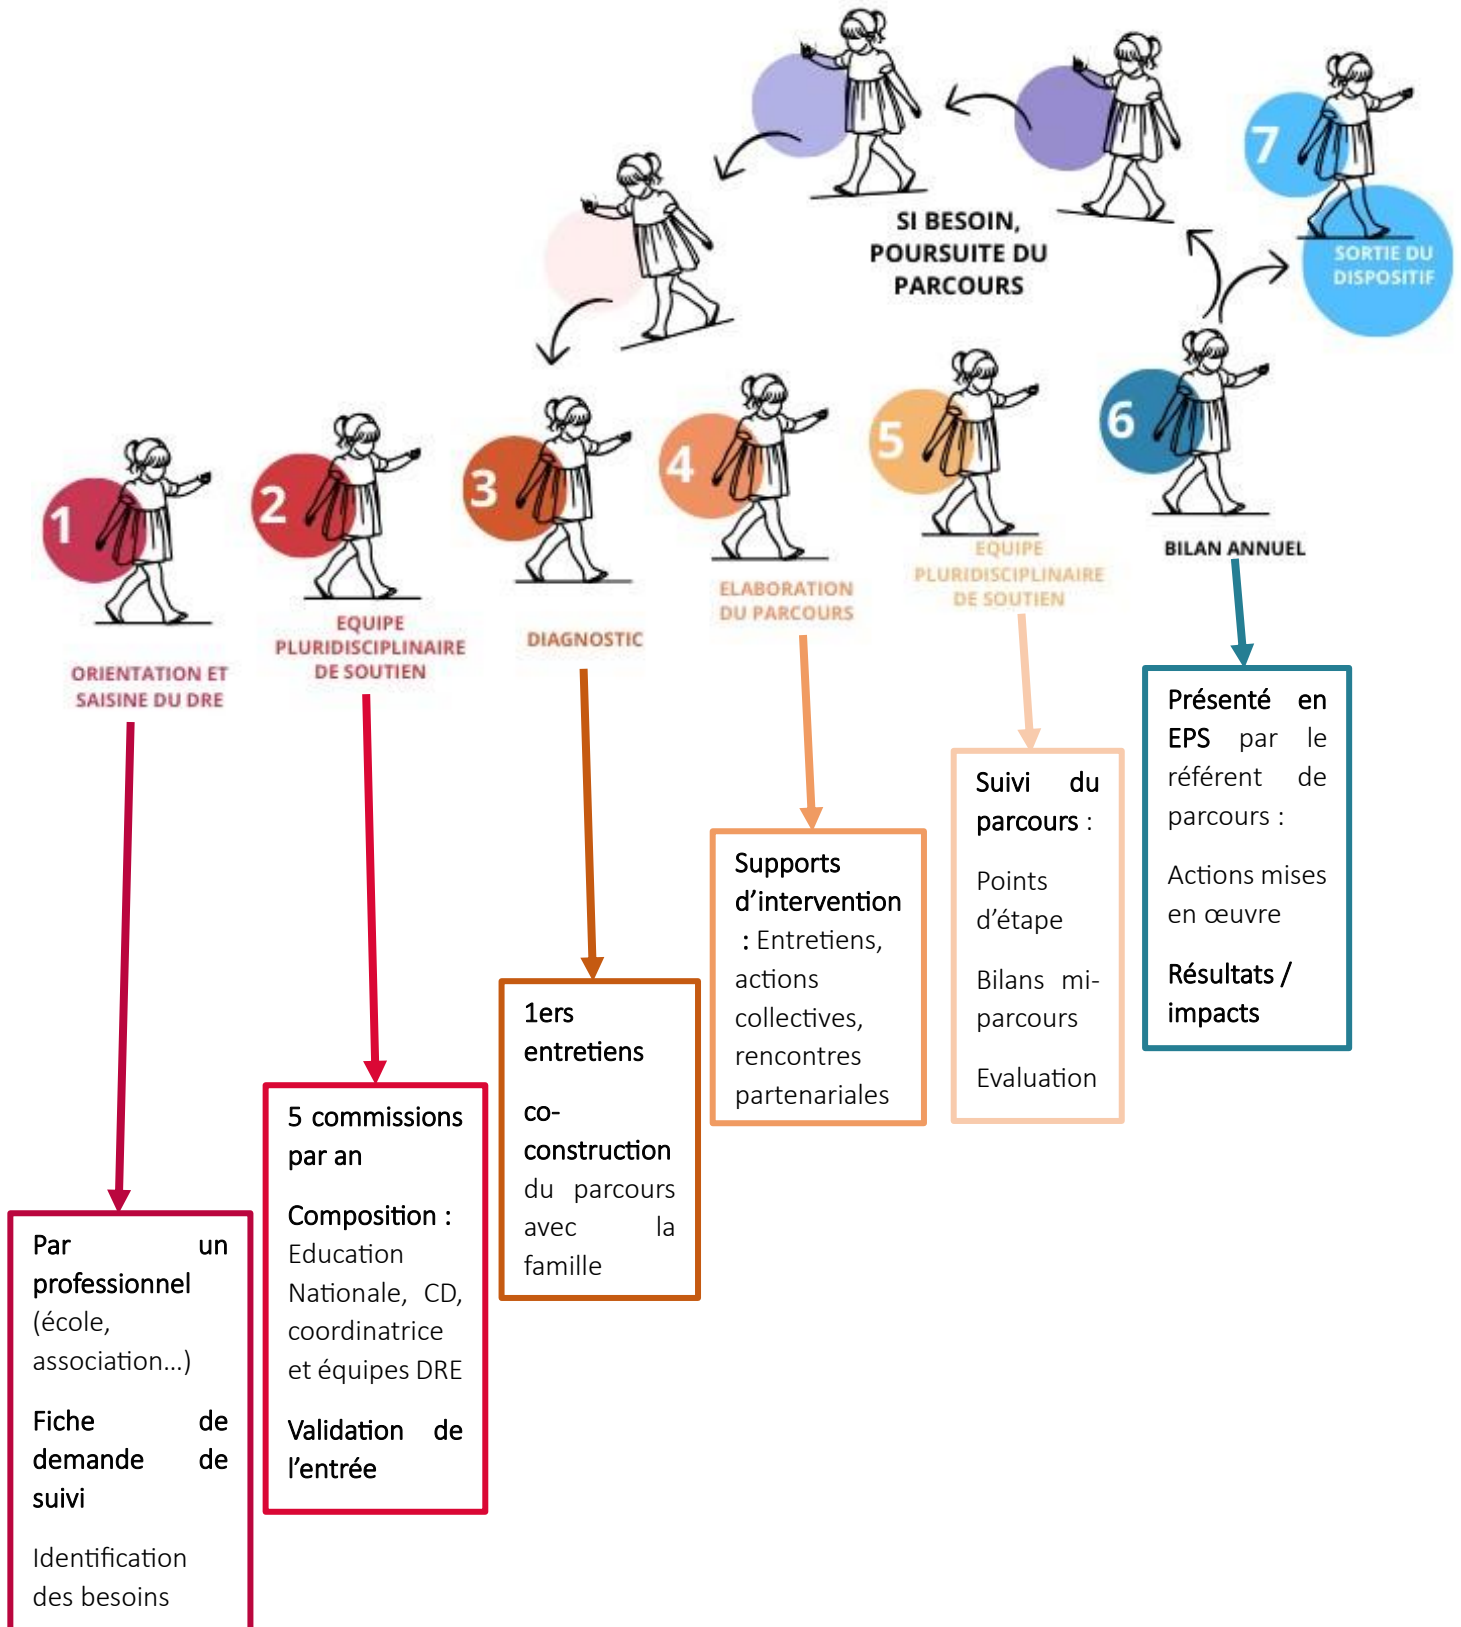 SI BESOIN,
POURSUITE DU
PARCOURS
7
SORTIE DU
DISPOSITIF
1
ORIENTATION ET
SAISINE DU DRE
Par un
professionnel
(école,
association...)
Fiche de
demande de
suivi
Identification
des besoins
2
EQUIPE
PLURIDISCIPLINAIRE
DE SOUTIEN
5 commissions
par an
Composition :
Education
Nationale, CD,
coordinatrice
et équipes DRE
Validation de
l’entrée
3
DIAGNOSTIC
1ers
entretiens
co-
construction
du parcours
avec la
famille
4
ELABORATION
DU PARCOURS
Supports
d’intervention
: Entretiens,
actions
collectives,
rencontres
partenariales
5
EQUIPE
PLURIDISCIPLINAIRE
DE SOUTIEN
Suivi du
parcours :
Points
d’étape
Bilans mi-
parcours
Evaluation
6
BILAN ANNUEL
Présenté en
EPS par le
référent de
parcours :
Actions mises
en œuvre
Résultats /
impacts